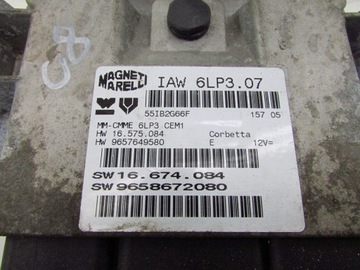 MAGNETI MARELLI
IAW 6LP3.07
55IB2G66F 157 05
MM-CMME 6LP3 CEM1
HW 16.575.084 Corbetta
HW 9657649580 E 12V=
SW16.674.084
SW9658672080